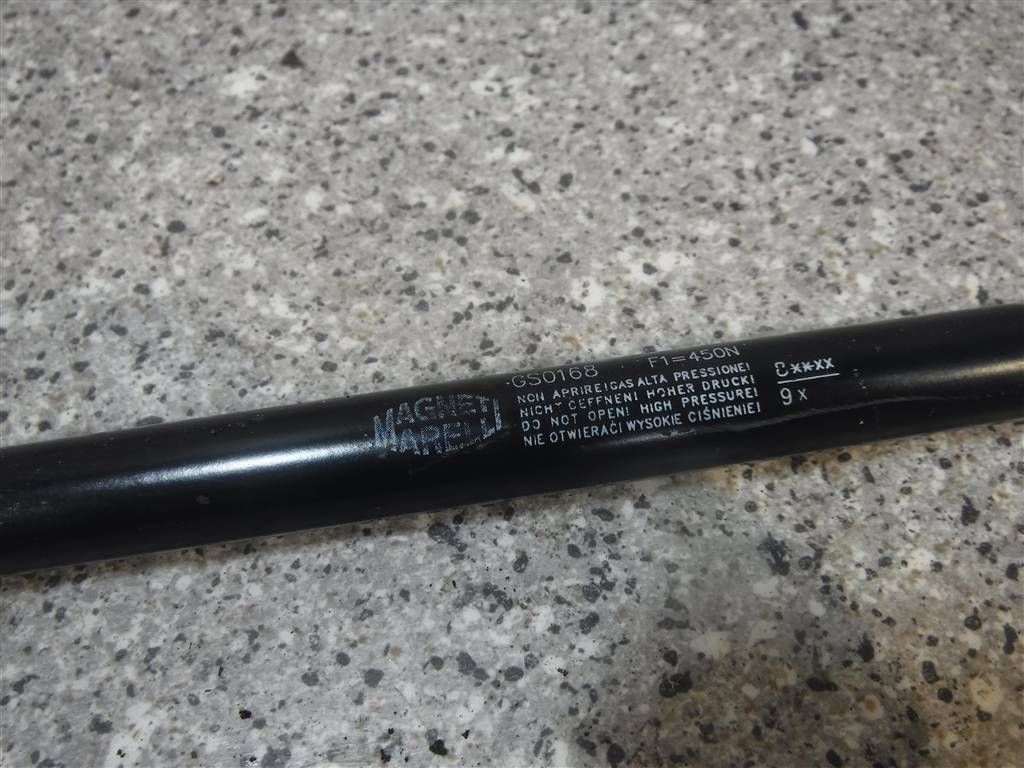 MAGNETI
MARELLI
GS0168 F1=450N
NON APRIRE!GAS ALTA PRESSIONE!
NICHT OEFFNEN! HOHER DRUCK!
DO NOT OPEN! HIGH PRESSURE!
NIE OTWIERAĆ! WYSOKIE CIŚNIENIE!
9 x